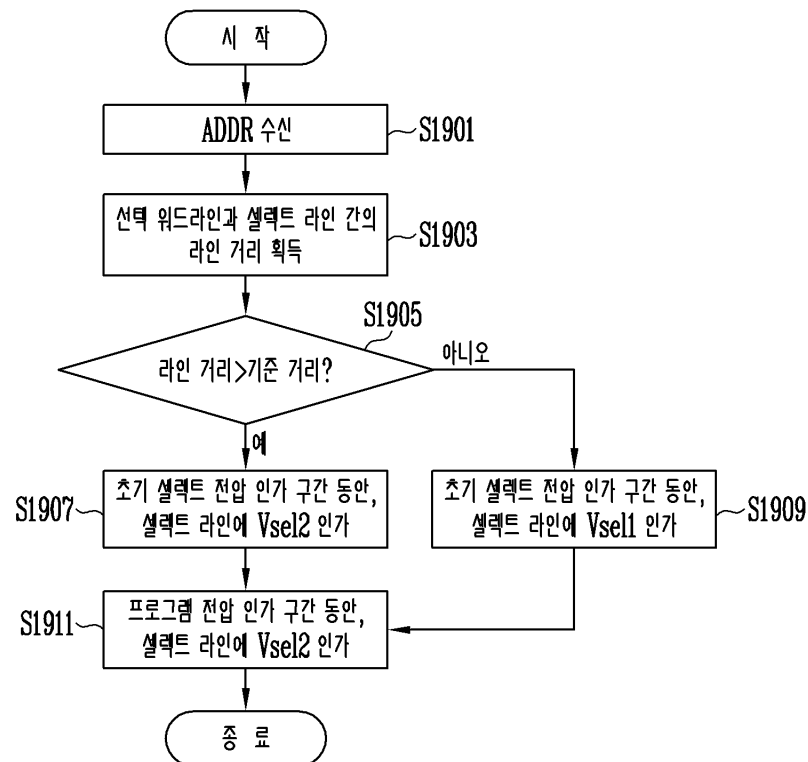 시 작
ADDR 수신
S1901
선택 워드라인과 셀렉트 라인 간의
라인 거리 획득
S1903
S1905
라인 거리>기준 거리?
아니오
예
초기 셀렉트 전압 인가 구간 동안,
셀렉트 라인에 Vsel2 인가
S1907
초기 셀렉트 전압 인가 구간 동안,
셀렉트 라인에 Vsel1 인가
S1909
프로그램 전압 인가 구간 동안,
셀렉트 라인에 Vsel2 인가
S1911
종 료